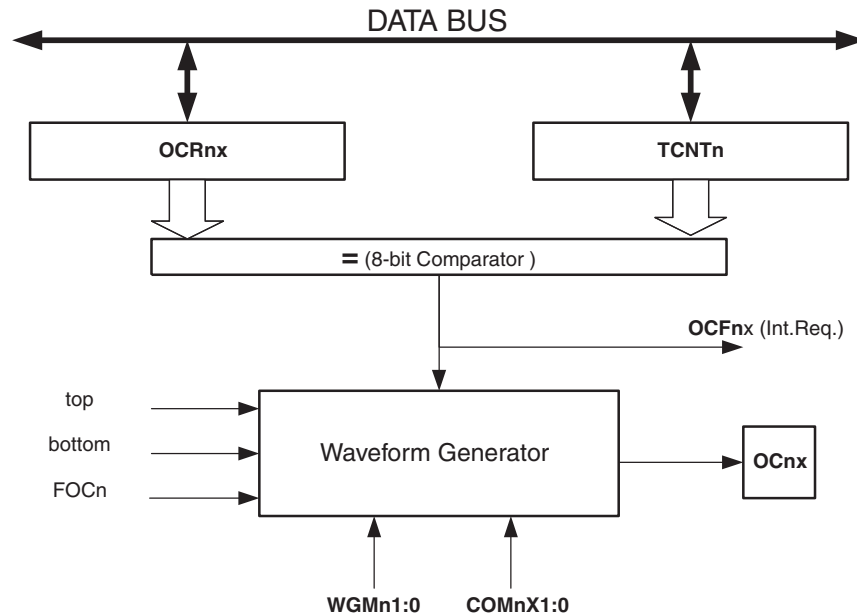 DATA BUS
OCRnx
TCNTn
= (8-bit Comparator )
OCFnx (Int.Req.)
top
bottom
FOCn
Waveform Generator
OCnx
WGMn1:0
COMnX1:0